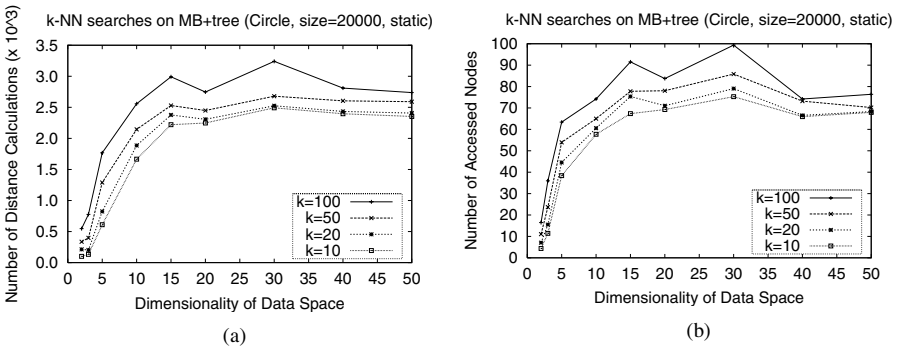 k-NN searches on MB+tree (Circle, size=20000, static)
Number of Distance Calculations (x 10^3)
3.5
3.0
2.5
2.0
1.5
1.0
0.5
0.0
k=100
k=50
k=20
k=10
0 5 10 15 20 25 30 35 40 45 50
Dimensionality of Data Space
(a)
k-NN searches on MB+tree (Circle, size=20000, static)
Number of Accessed Nodes
100
90
80
70
60
50
40
30
20
10
0
k=100
k=50
k=20
k=10
0 5 10 15 20 25 30 35 40 45 50
Dimensionality of Data Space
(b)